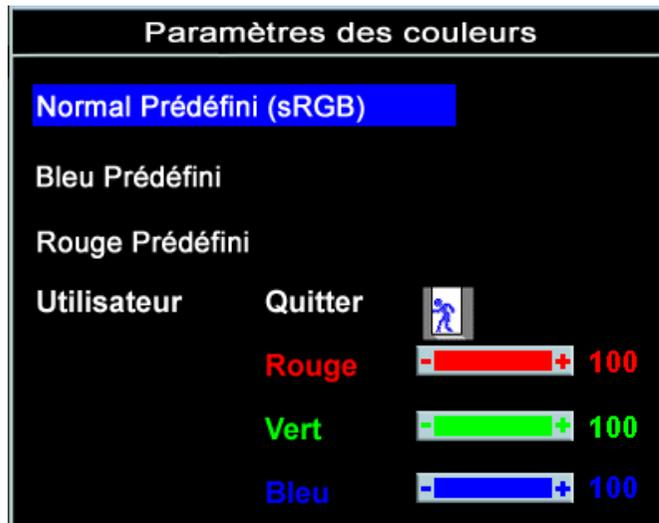 Paramètres des couleurs
Normal Prédéfini (sRGB)
Bleu Prédéfini
Rouge Prédéfini
Utilisateur Quitter
Rouge - + 100
Vert - + 100
Bleu - + 100